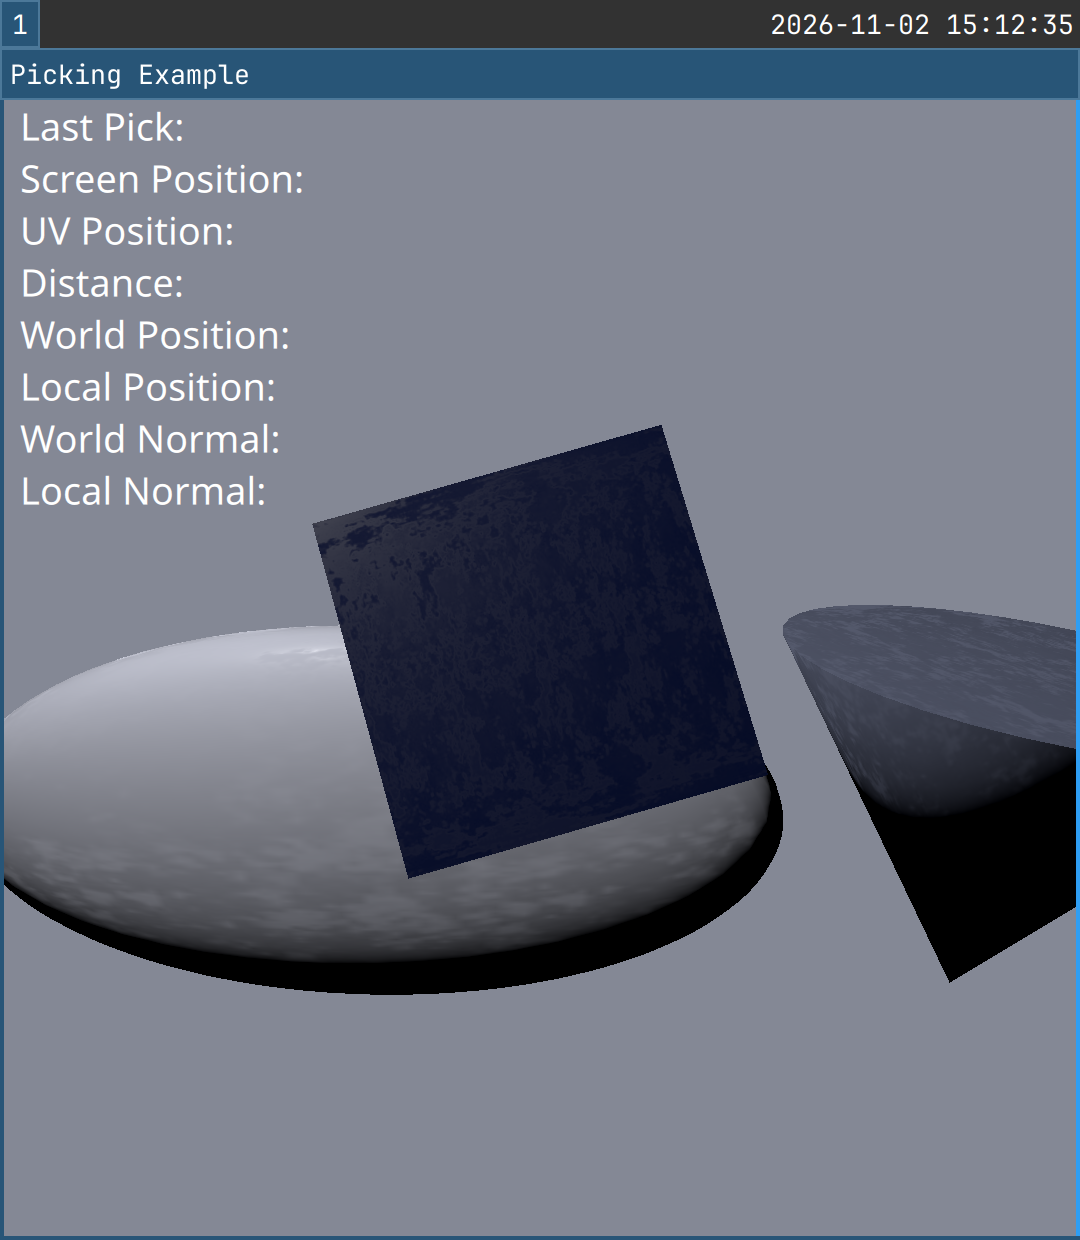 1
2026-11-02 15:12:35
Picking Example
Last Pick:
Screen Position:
UV Position:
Distance:
World Position:
Local Position:
World Normal:
Local Normal: